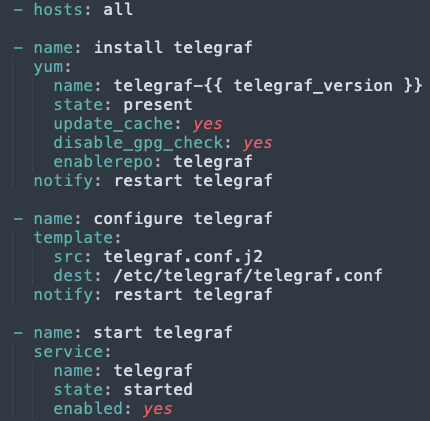 - hosts: all
- name: install telegraf
  yum:
    name: telegraf-{{ telegraf_version }}
    state: present
    update_cache: yes
    disable_gpg_check: yes
    enablerepo: telegraf
  notify: restart telegraf
- name: configure telegraf
  template:
    src: telegraf.conf.j2
    dest: /etc/telegraf/telegraf.conf
  notify: restart telegraf
- name: start telegraf
  service:
    name: telegraf
    state: started
    enabled: yes